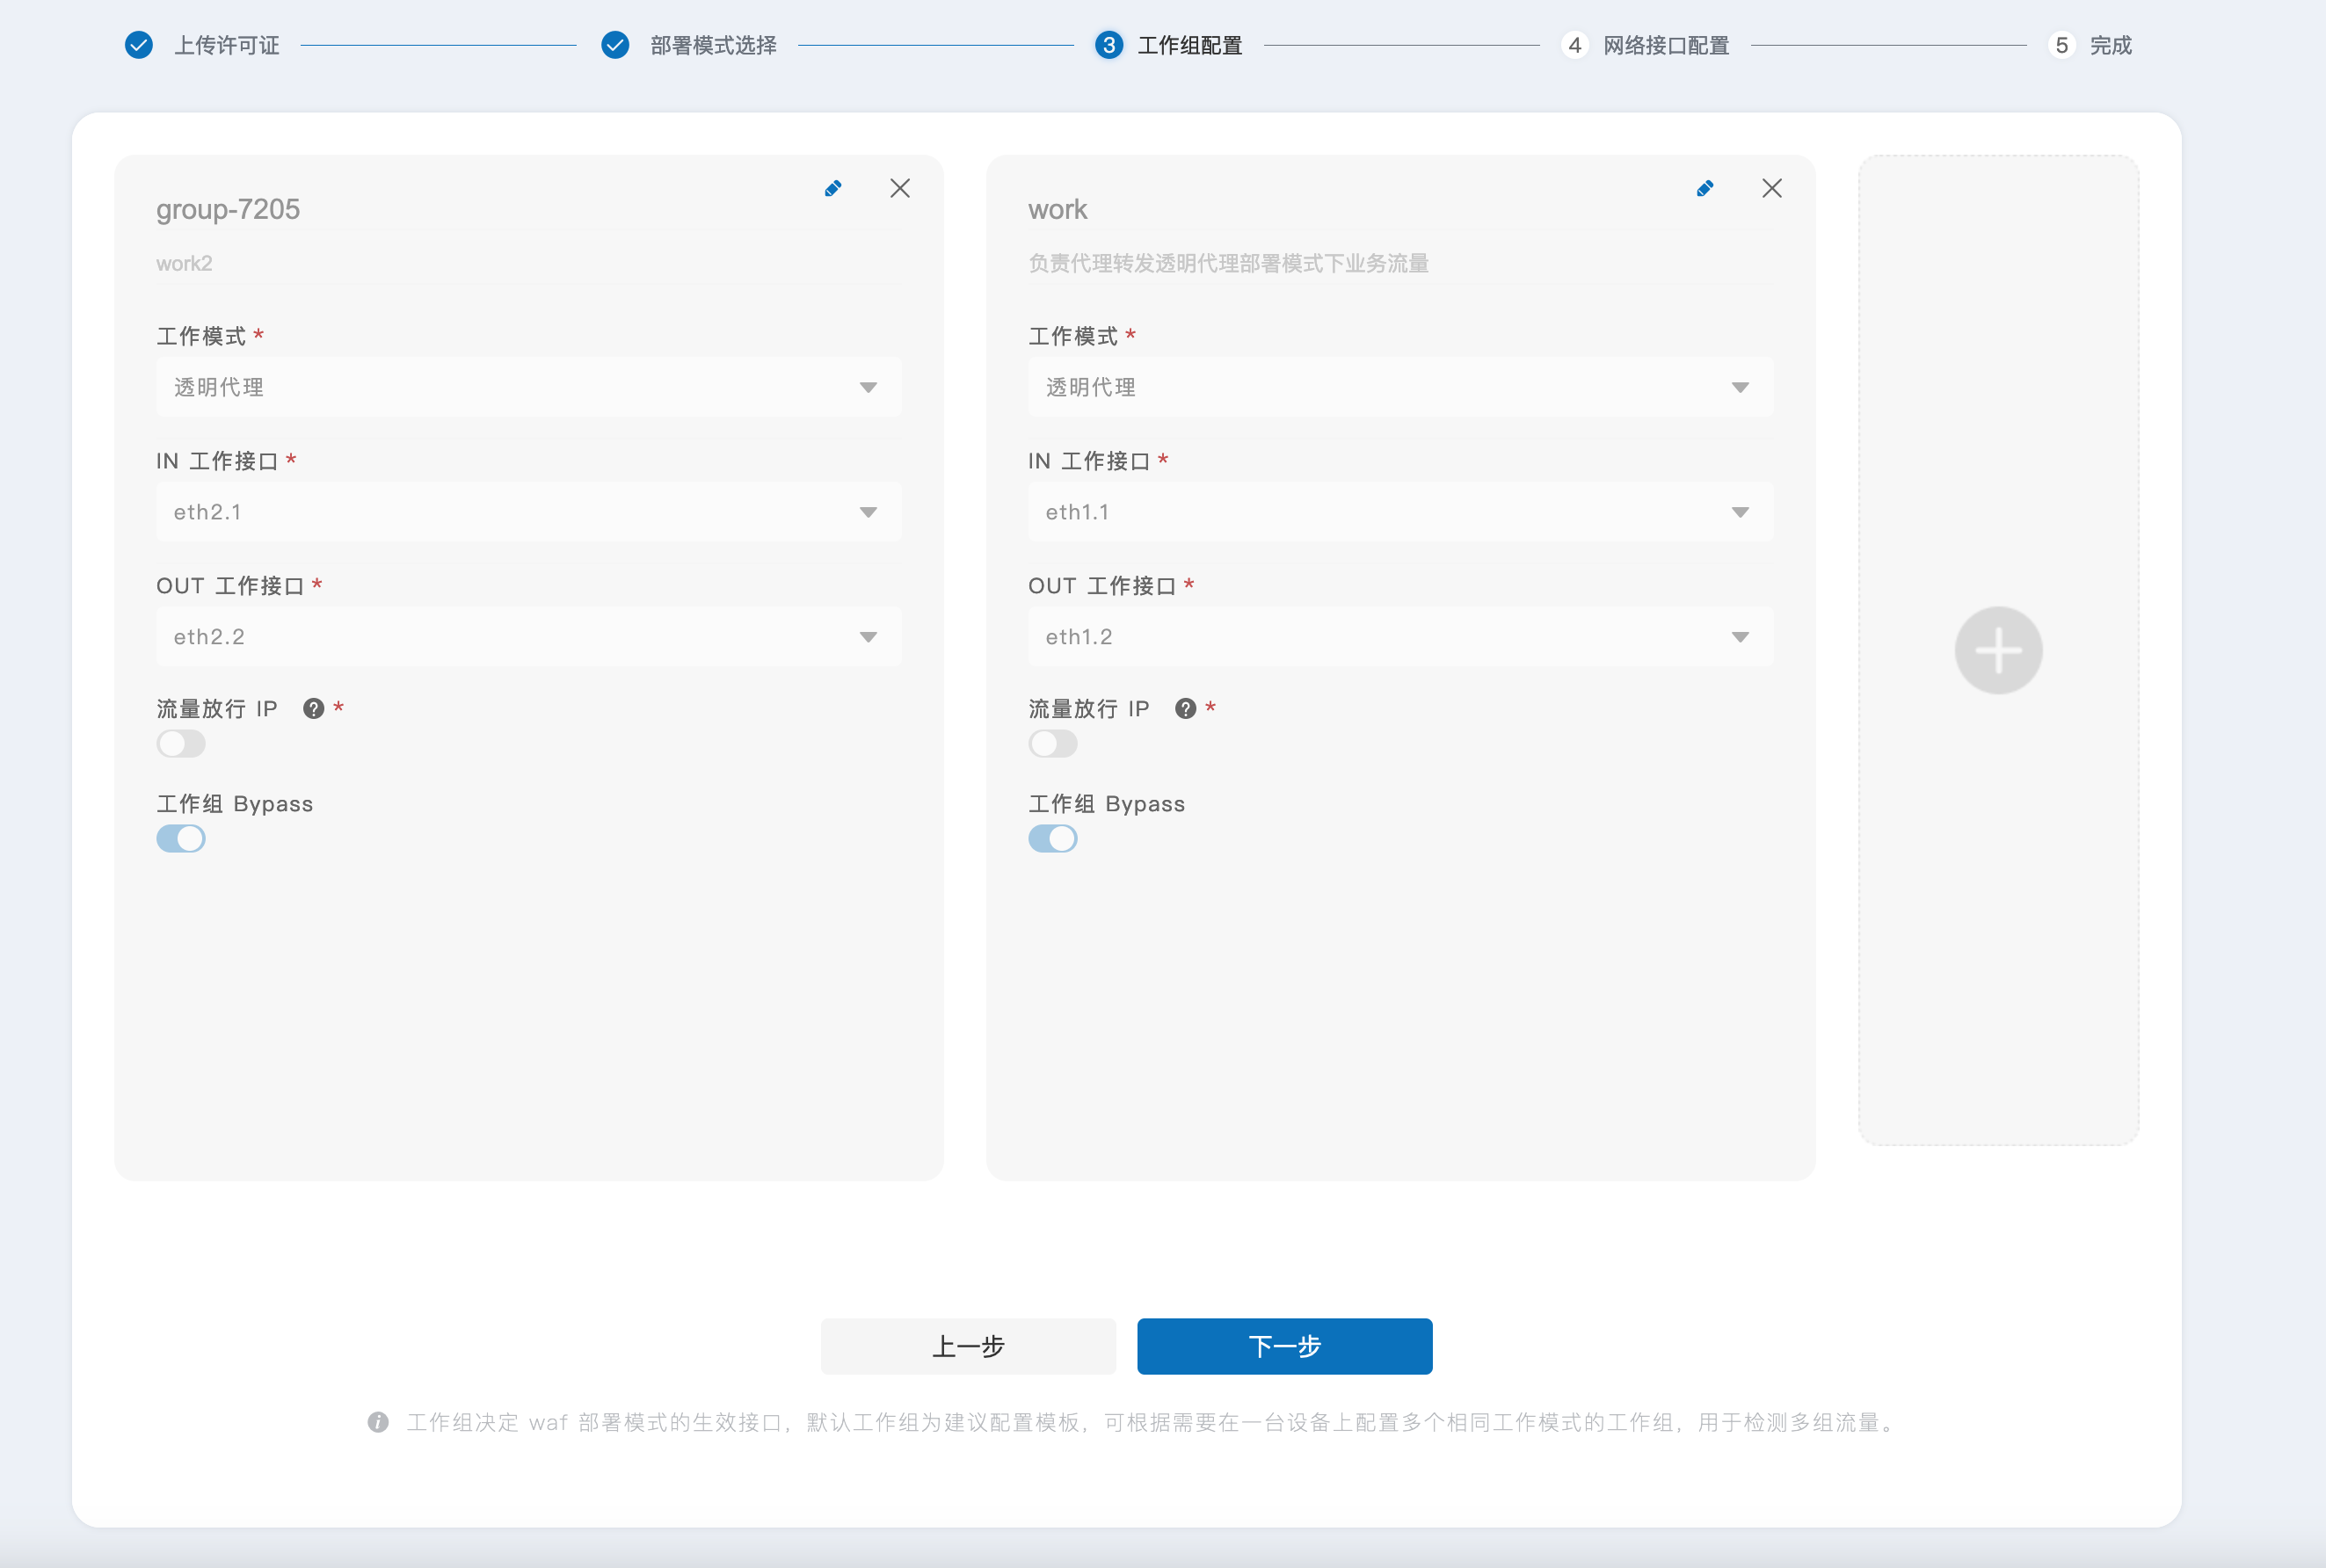 上传许可证
部署模式选择
3 工作组配置
4 网络接口配置
5 完成
group-7205
work2
工作模式 *
透明代理
IN 工作接口 *
eth2.1
OUT 工作接口 *
eth2.2
流量放行 IP ? *
工作组 Bypass
work
负责代理转发透明代理部署模式下业务流量
工作模式 *
透明代理
IN 工作接口 *
eth1.1
OUT 工作接口 *
eth1.2
流量放行 IP ? *
工作组 Bypass
上一步
下一步
工作组决定 waf 部署模式的生效接口，默认工作组为建议配置模板，可根据需要在一台设备上配置多个相同工作模式的工作组，用于检测多组流量。